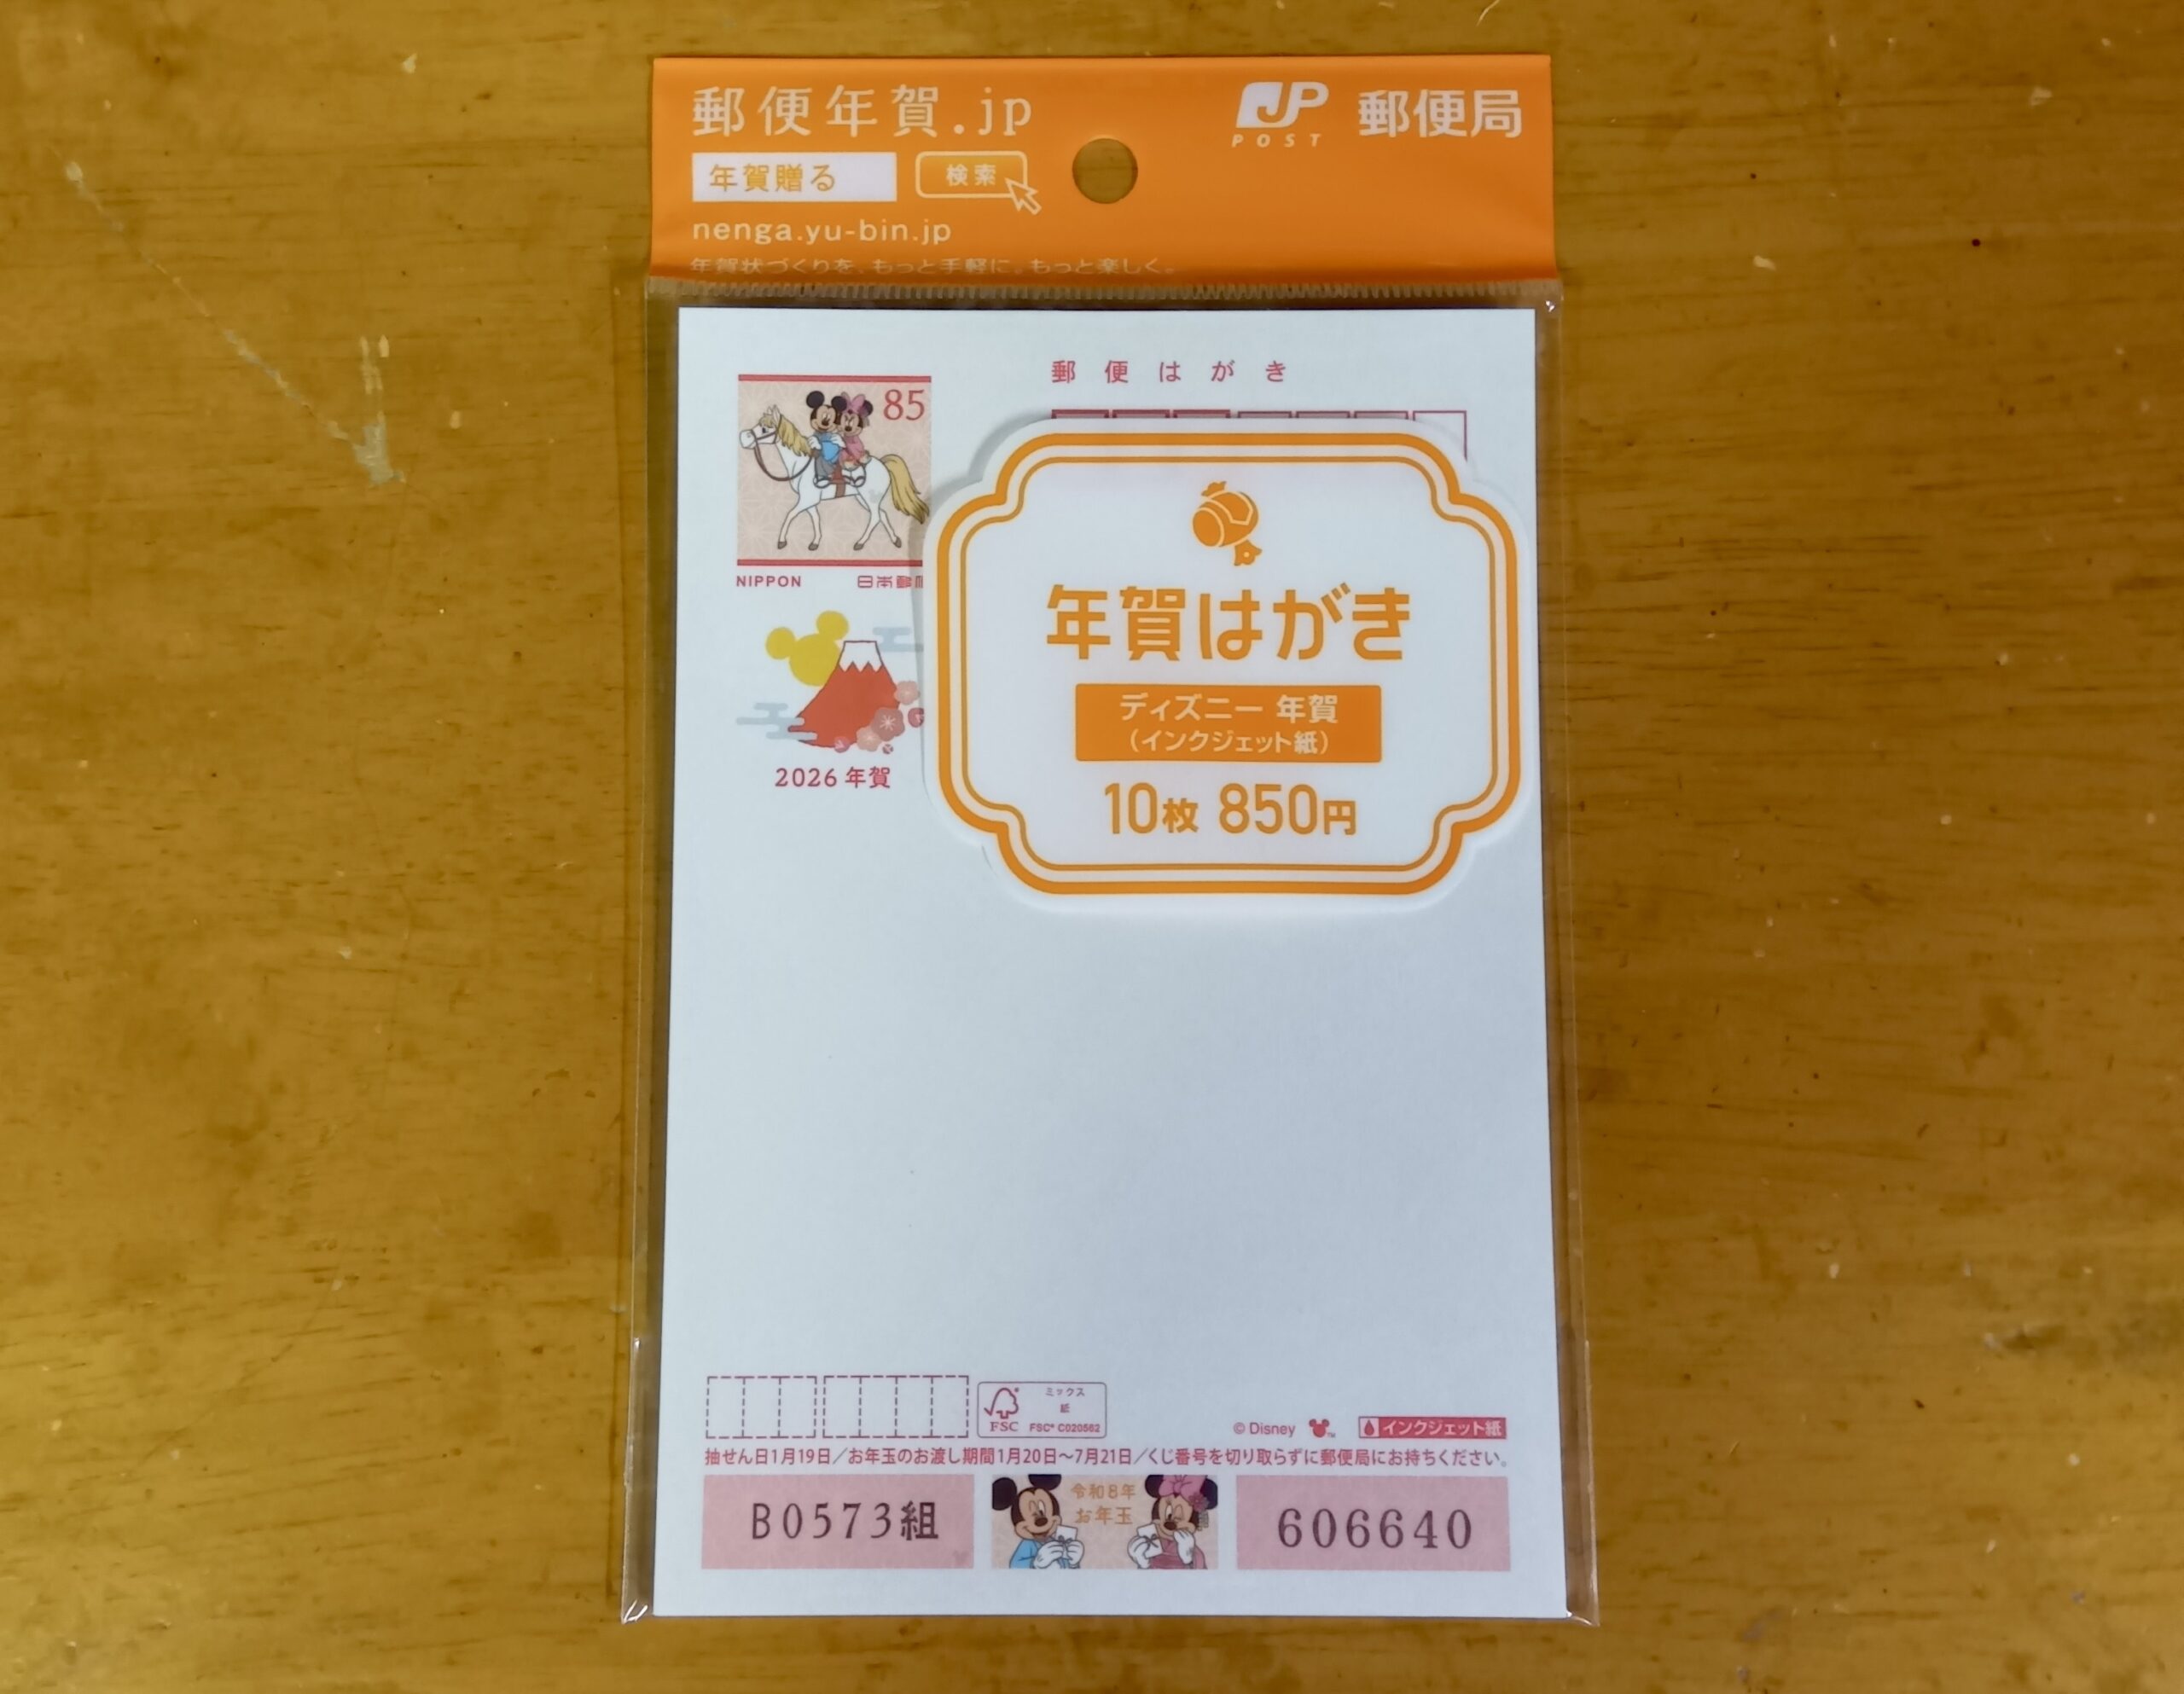 郵便年賀.jp
年賀贈る 検索
nenga.yu-bin.jp
年賀状づくりを、もっと手軽に。もっと楽しく。
JP POST 郵便局
郵便はがき
85
NIPPON 日本郵便
2026年賀
年賀はがき
ディズニー 年賀
(インクジェット紙)
10枚 850円
FSC
ミックス
紙
FSC® C020562
© Disney
インクジェット紙
抽せん日1月19日/お年玉のお渡し期間1月20日~7月21日/くじ番号を切り取らずに郵便局にお持ちください。
B0573組
令和8年
お年玉
606640